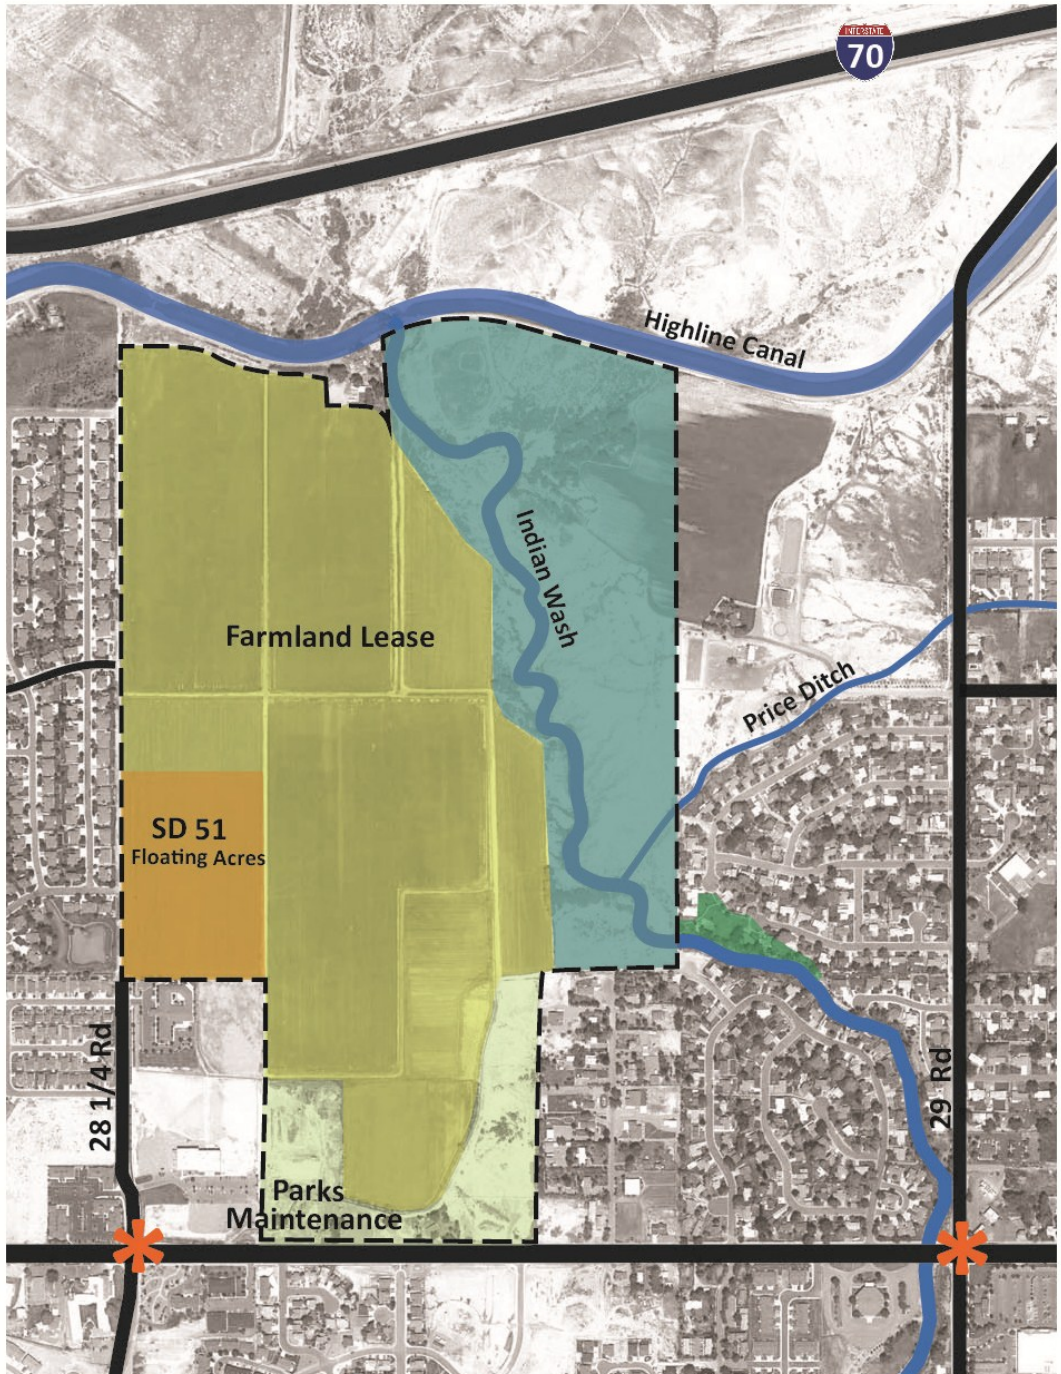 INTERSTATE
70
Highline Canal
Indian Wash
Farmland Lease
Price Ditch
SD 51
Floating Acres
28 1/4 Rd
29 Rd
Parks
Maintenance